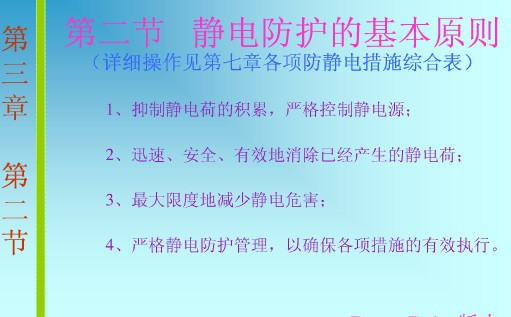 第三章 第二节
第二节 静电防护的基本原则
（详细操作见第七章各项防静电措施综合表）
1、抑制静电荷的积累，严格控制静电源；
2、迅速、安全、有效地消除已经产生的静电荷；
3、最大限度地减少静电危害；
4、严格静电防护管理，以确保各项措施的有效执行。